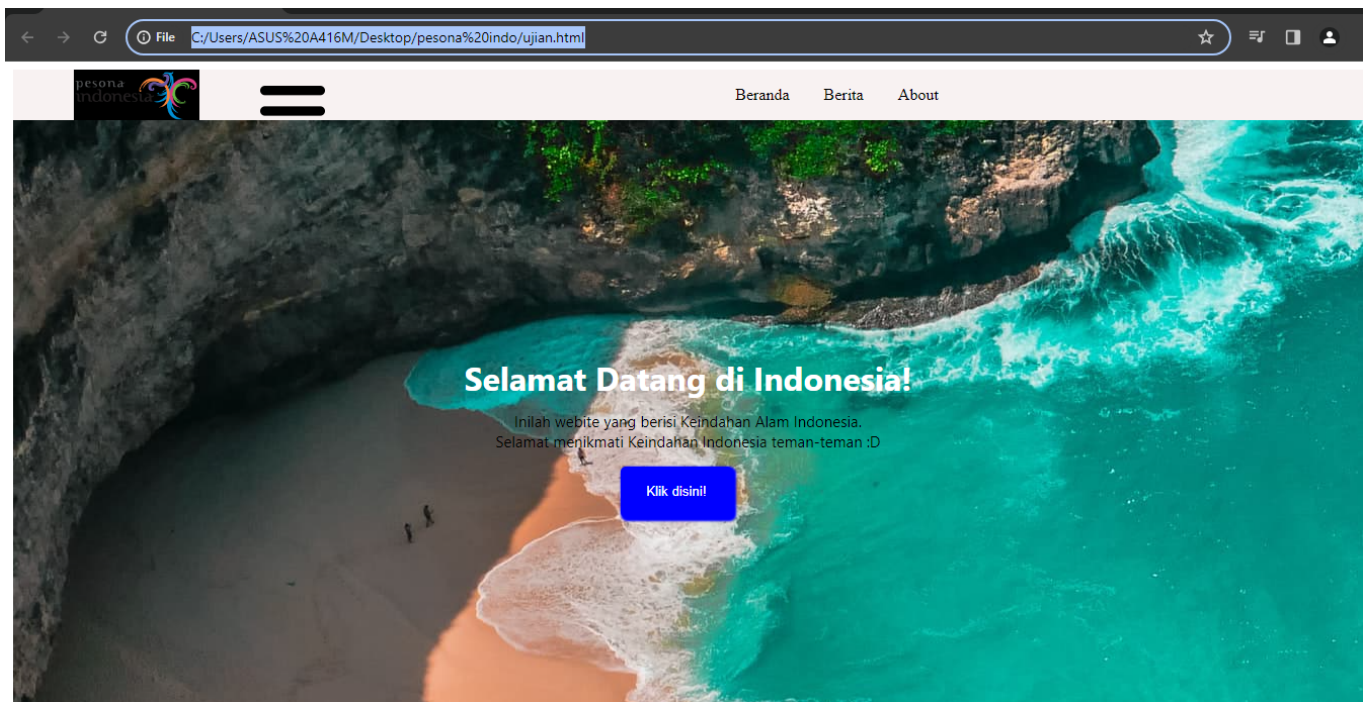 File C:/Users/ASUS%20A416M/Desktop/pesona%20indo/ujian.html
pesona
indonesia
Beranda Berita About
Selamat Datang di Indonesia!
Inilah webite yang berisi Keindahan Alam Indonesia.
Selamat menikmati Keindahan Indonesia teman-teman :D
Klik disini!